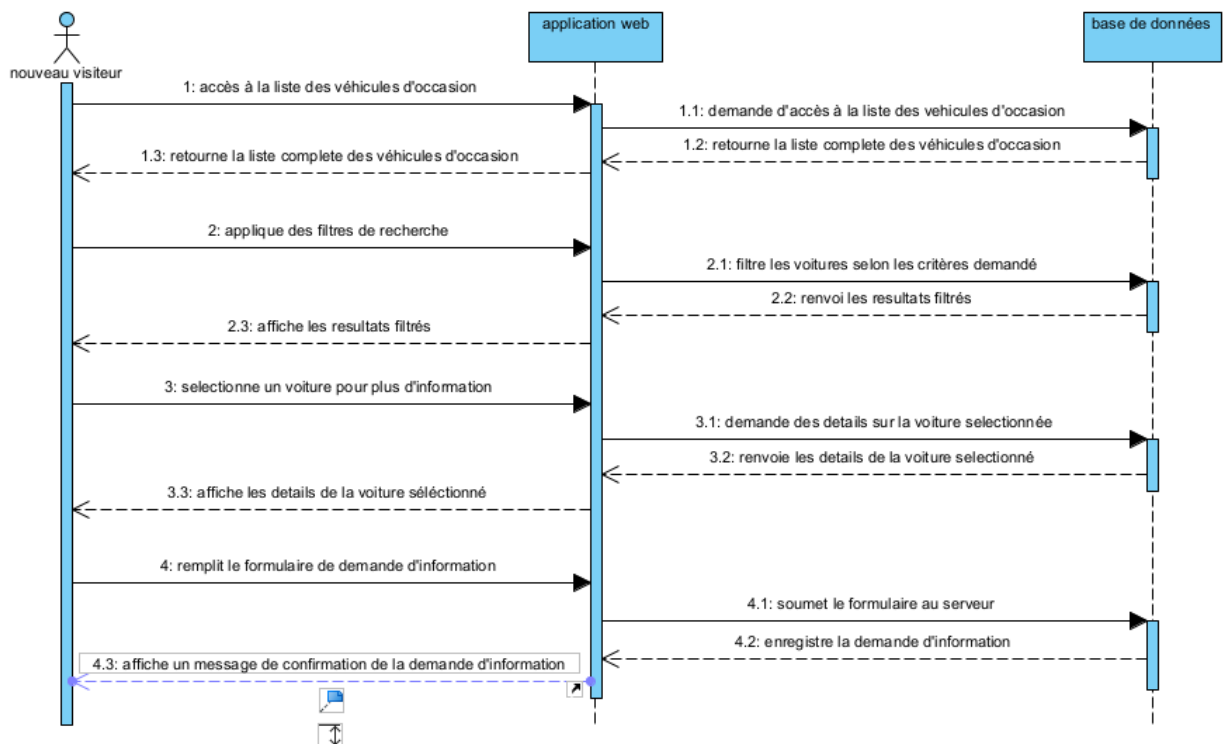 application web
base de données
nouveau visiteur
1: accès à la liste des véhicules d'occasion
1.1: demande d'accès à la liste des vehicules d'occasion
1.2: retourne la liste complete des véhicules d'occasion
1.3: retourne la liste complete des véhicules d'occasion
2: applique des filtres de recherche
2.1: filtre les voitures selon les critères demandé
2.2: renvoi les resultats filtrés
2.3: affiche les resultats filtrés
3: selectionne un voiture pour plus d'information
3.1: demande des details sur la voiture selectionnée
3.2: renvoie les details de la voiture selectionné
3.3: affiche les details de la voiture séléctionné
4: remplit le formulaire de demande d'information
4.1: soumet le formulaire au serveur
4.2: enregistre la demande d'information
4.3: affiche un message de confirmation de la demande d'information